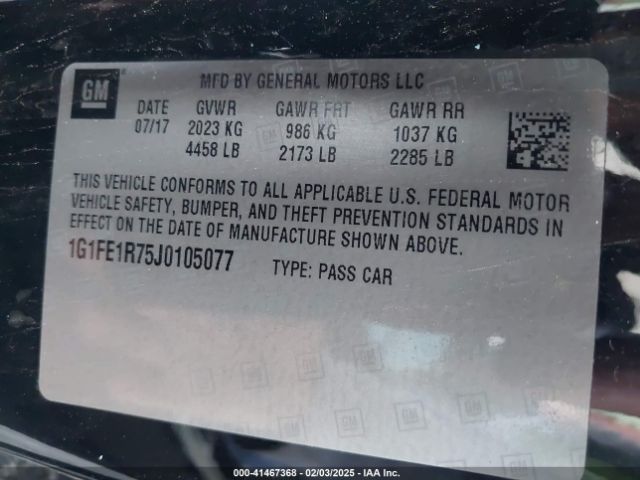 GM
MFD BY GENERAL MOTORS LLC
DATE GVWR GAWR FRT GAWR RR
07/17 2023 KG 986 KG 1037 KG
4458 LB 2173 LB 2285 LB
THIS VEHICLE CONFORMS TO ALL APPLICABLE U.S. FEDERAL MOTOR
VEHICLE SAFETY, BUMPER, AND THEFT PREVENTION STANDARDS IN
EFFECT ON THE DATE OF MANUFACTURE SHOWN ABOVE.
1G1FE1R75J0105077 TYPE: PASS CAR
000-41467368 - 02/03/2025 - IAA Inc.